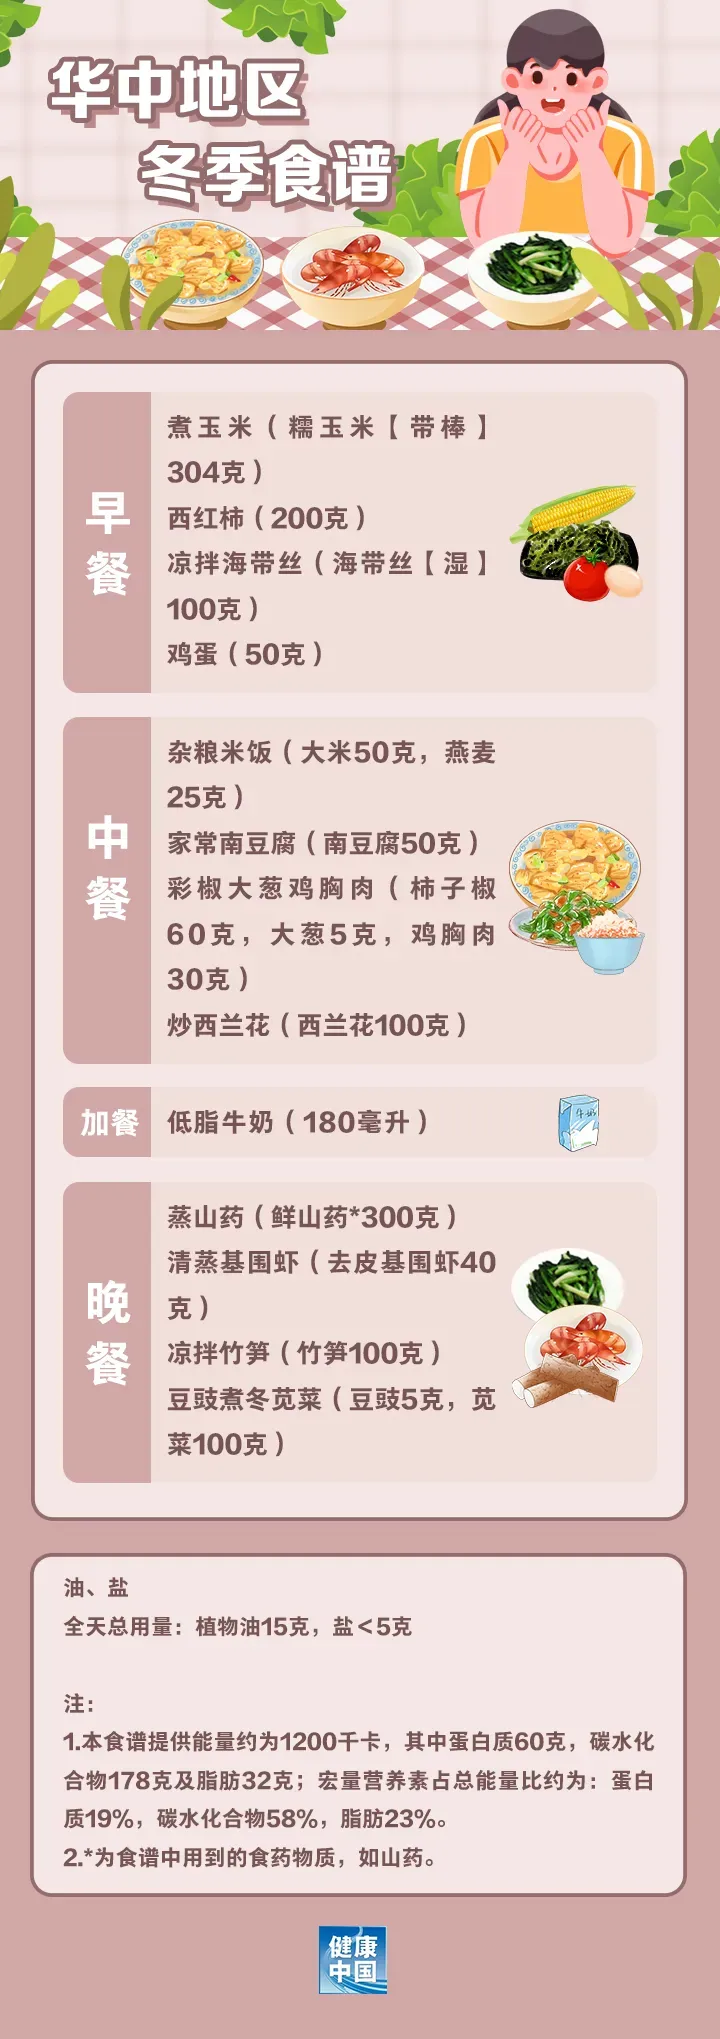 华中地区
冬季食谱
早餐
煮玉米（糯玉米【带棒】
304克）
西红柿（200克）
凉拌海带丝（海带丝【湿】
100克）
鸡蛋（50克）
中餐
杂粮米饭（大米50克，燕麦
25克）
家常南豆腐（南豆腐50克）
彩椒大葱鸡胸肉（柿子椒
60克，大葱5克，鸡胸肉
30克）
炒西兰花（西兰花100克）
加餐
低脂牛奶（180毫升）
牛奶
晚餐
蒸山药（鲜山药*300克）
清蒸基围虾（去皮基围虾40
克）
凉拌竹笋（竹笋100克）
豆豉煮冬苋菜（豆豉5克，苋
菜100克）
油、盐
全天总用量：植物油15克，盐＜5克
注：
1.本食谱提供能量约为1200千卡，其中蛋白质60克，碳水化
合物178克及脂肪32克；宏量营养素占总能量比约为：蛋白
质19%，碳水化合物58%，脂肪23%。
2.*为食谱中用到的食药物质，如山药。
健康
中国